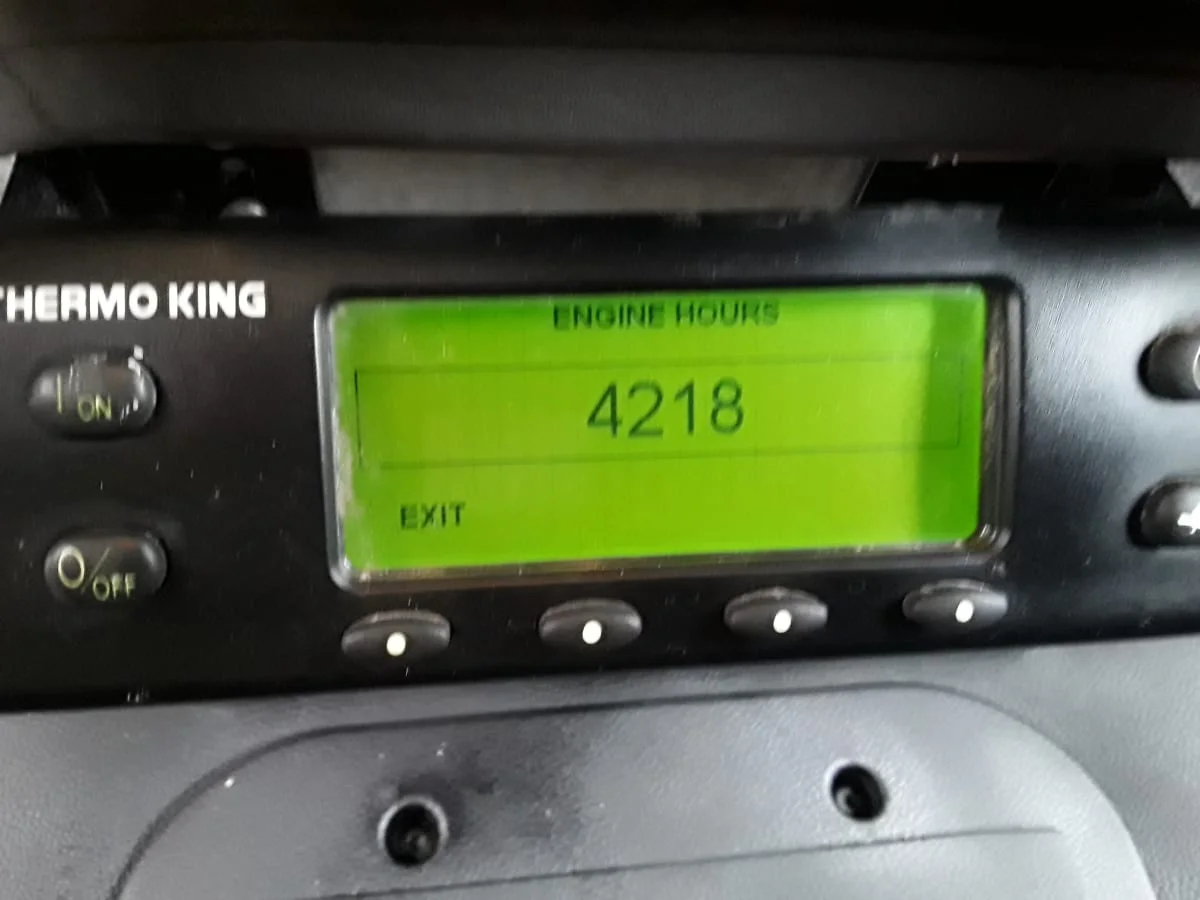 THERMO KING
ENGINE HOURS
4218
EXIT
I ON
O/OFF